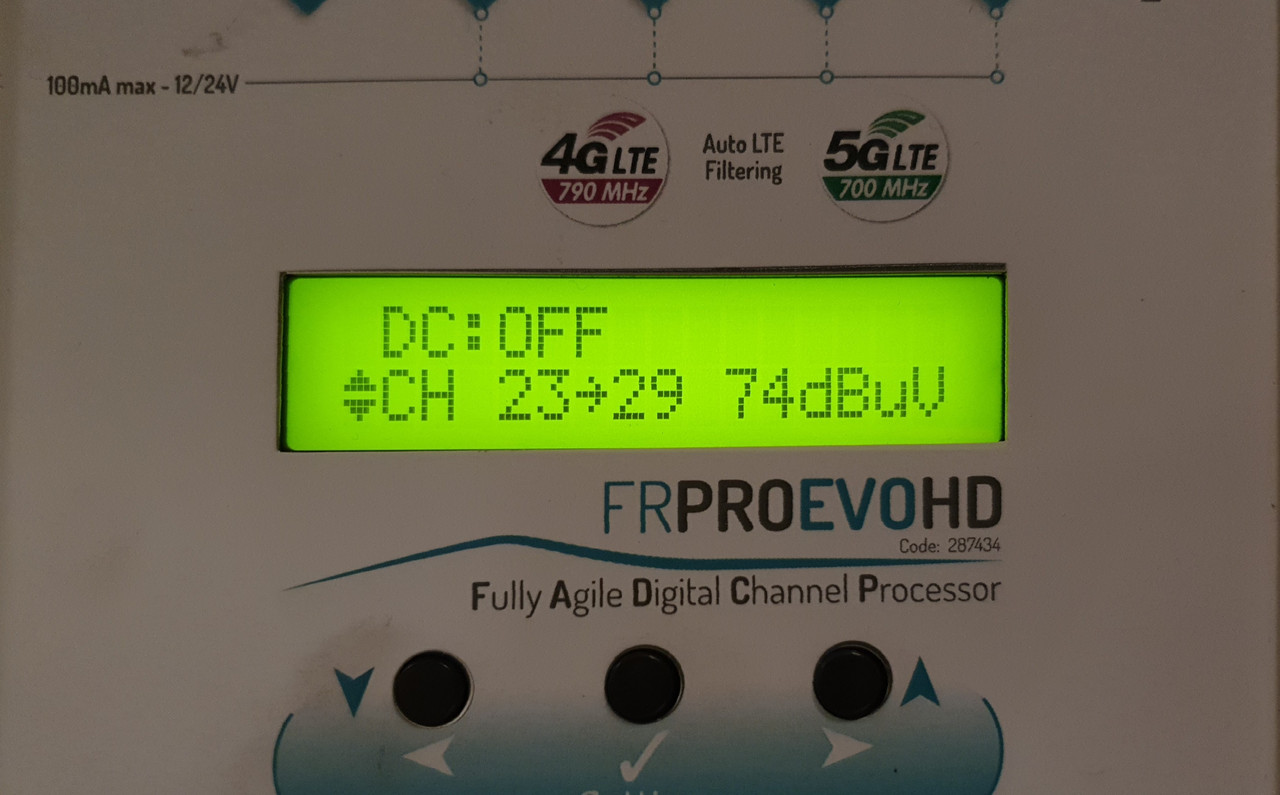 100mA max - 12/24V
4G LTE
790 MHz
Auto LTE
Filtering
5G LTE
700 MHz
DC:OFF
CH 23→29 74dBuV
FRPROEVOHD
Code: 287434
Fully Agile Digital Channel Processor